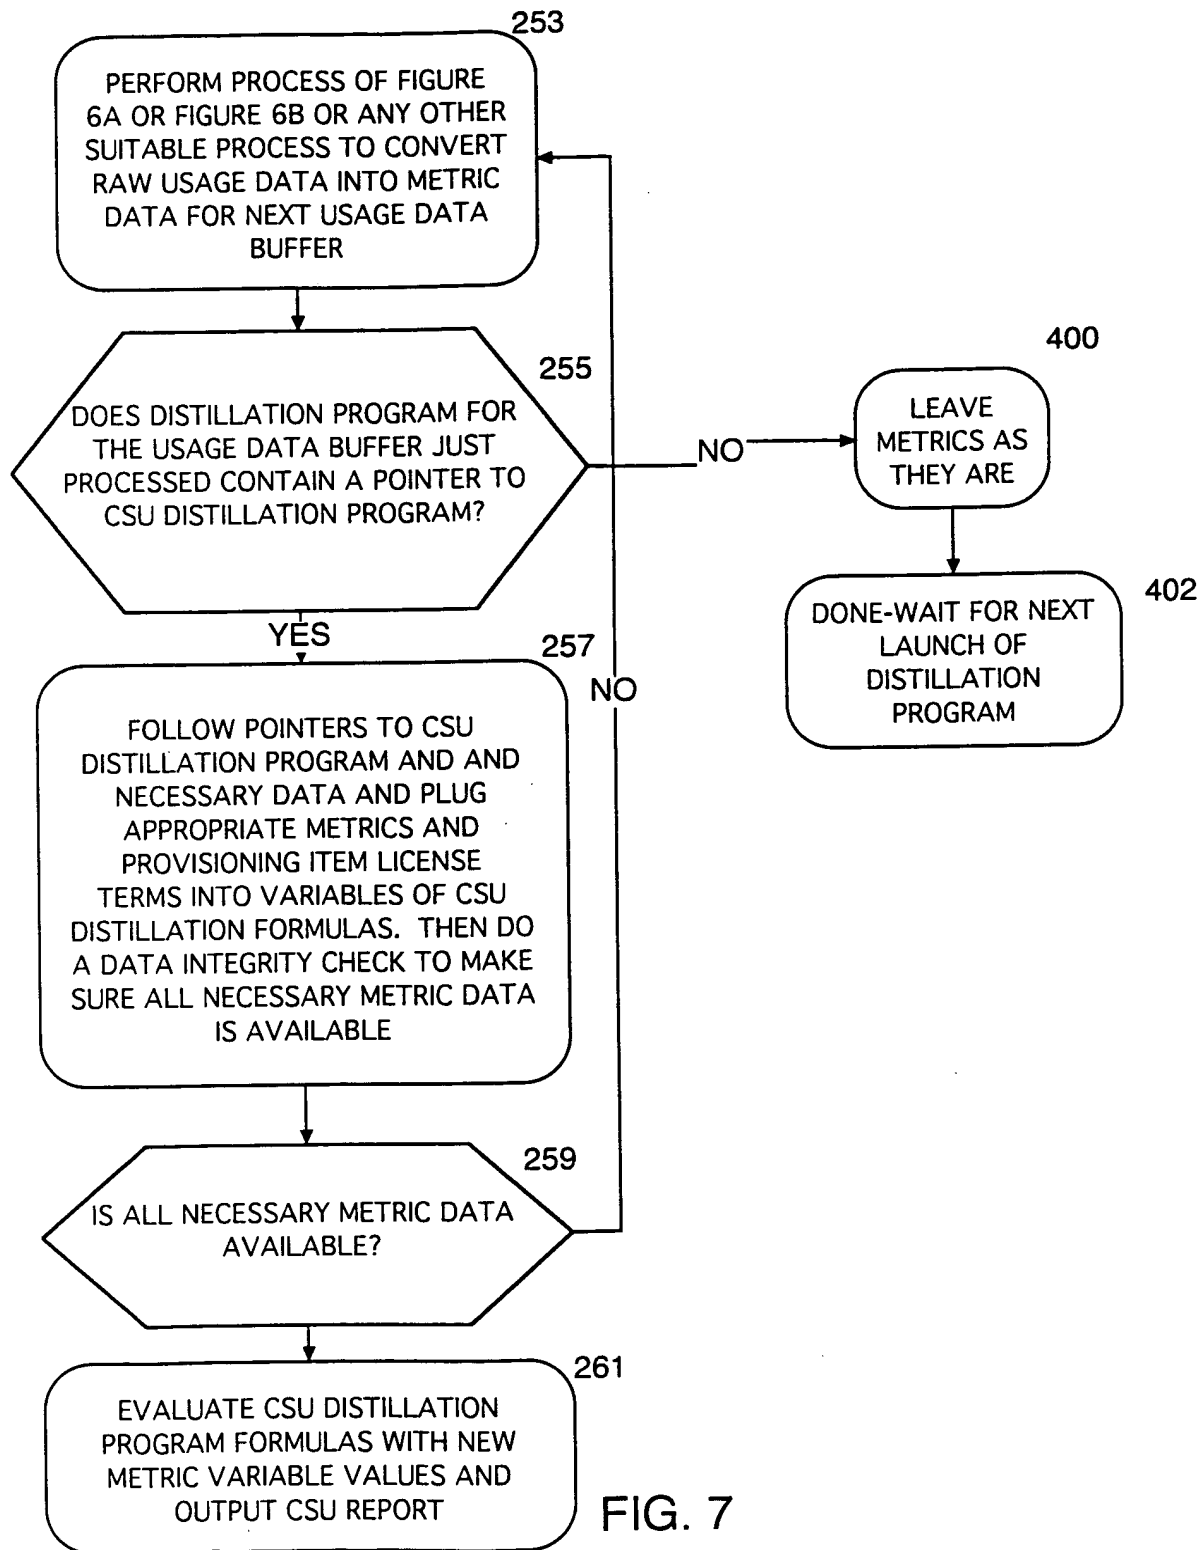 253
PERFORM PROCESS OF FIGURE
6A OR FIGURE 6B OR ANY OTHER
SUITABLE PROCESS TO CONVERT
RAW USAGE DATA INTO METRIC
DATA FOR NEXT USAGE DATA
BUFFER
255
DOES DISTILLATION PROGRAM FOR
THE USAGE DATA BUFFER JUST
PROCESSED CONTAIN A POINTER TO
CSU DISTILLATION PROGRAM?
NO
400
LEAVE
METRICS AS
THEY ARE
402
DONE-WAIT FOR NEXT
LAUNCH OF
DISTILLATION
PROGRAM
YES
257
NO
FOLLOW POINTERS TO CSU
DISTILLATION PROGRAM AND AND
NECESSARY DATA AND PLUG
APPROPRIATE METRICS AND
PROVISIONING ITEM LICENSE
TERMS INTO VARIABLES OF CSU
DISTILLATION FORMULAS. THEN DO
A DATA INTEGRITY CHECK TO MAKE
SURE ALL NECESSARY METRIC DATA
IS AVAILABLE
259
IS ALL NECESSARY METRIC DATA
AVAILABLE?
261
EVALUATE CSU DISTILLATION
PROGRAM FORMULAS WITH NEW
METRIC VARIABLE VALUES AND
OUTPUT CSU REPORT
FIG. 7